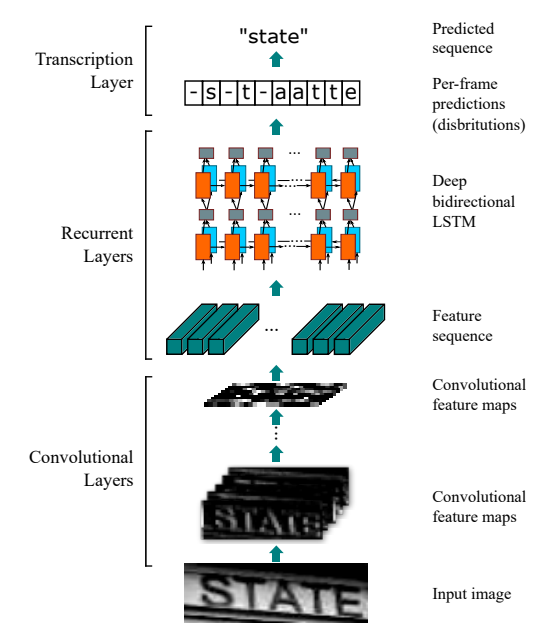 "state"
Predicted
sequence
Transcription
Layer
-s-t-aatte
Per-frame
predictions
(disbritutions)
...
...
Deep
bidirectional
LSTM
Recurrent
Layers
...
Feature
sequence
Convolutional
feature maps
...
Convolutional
Layers
STATE
Convolutional
feature maps
STATE
Input image